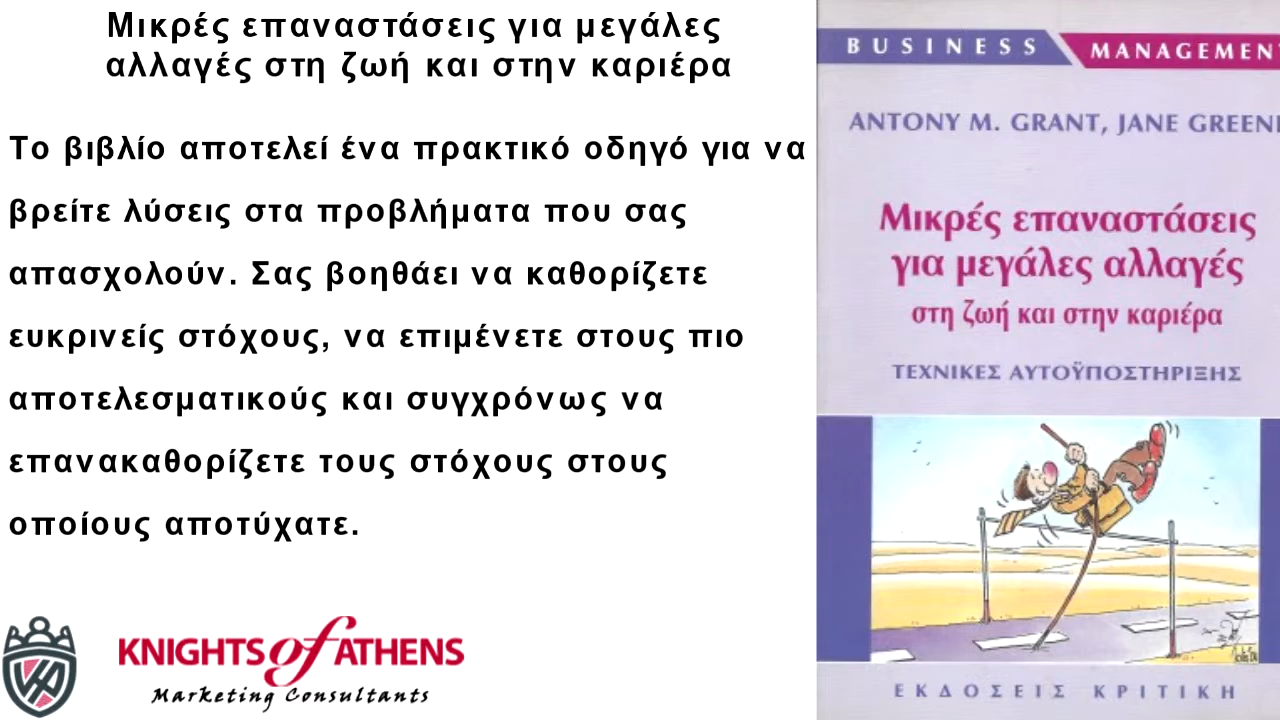 Μικρές επαναστάσεις για μεγάλες
αλλαγές στη ζωή και στην καριέρα
Το βιβλίο αποτελεί ένα πρακτικό οδηγό για να
βρείτε λύσεις στα προβλήματα που σας
απασχολούν. Σας βοηθάει να καθορίζετε
ευκρινείς στόχους, να επιμένετε στους πιο
αποτελεσματικούς και συγχρόνως να
επανακαθορίζετε τους στόχους στους
οποίους αποτύχατε.
KNIGHTS of ATHENS
Marketing Consultants
BUSINESS MANAGEMENT
ANTONY M. GRANT, JANE GREENE
Μικρές επαναστάσεις
για μεγάλες αλλαγές
στη ζωή και στην καριέρα
ΤΕΧΝΙΚΕΣ ΑΥΤΟΫΠΟΣΤΗΡΙΞΗΣ
ΕΚΔΟΣΕΙΣ ΚΡΙΤΙΚΗ